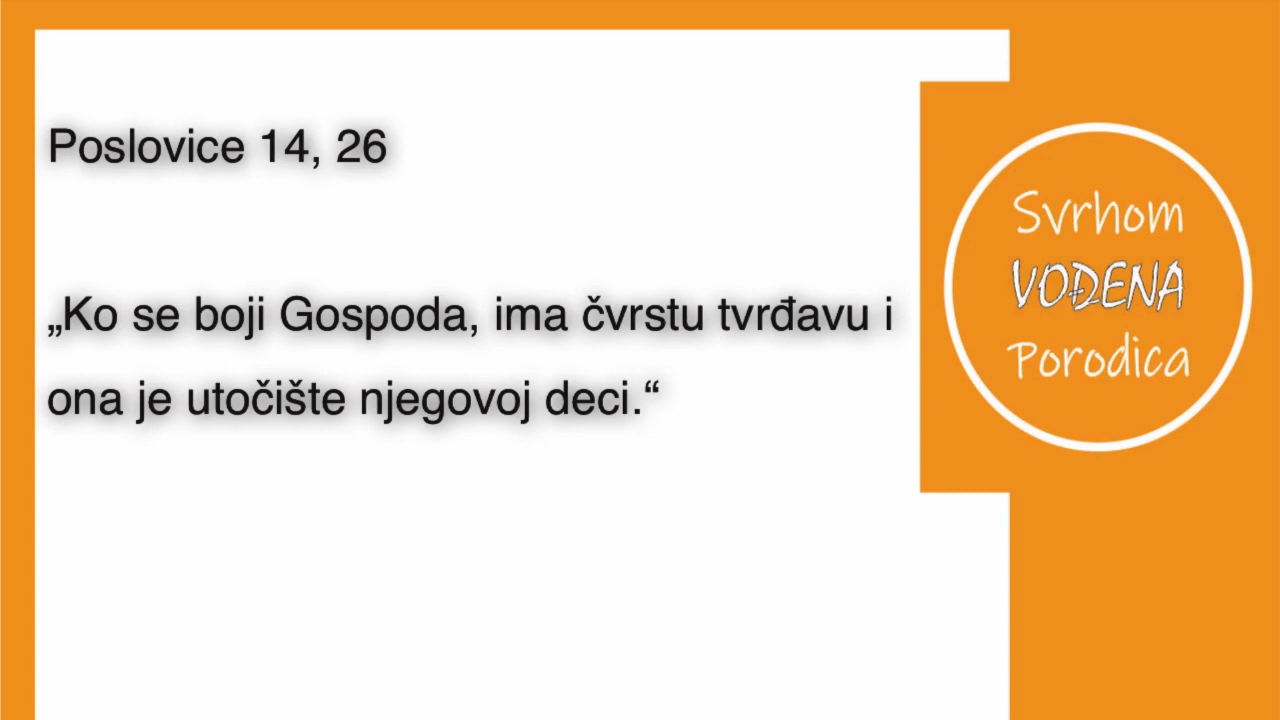 Poslovice 14, 26
„Ko se boji Gospoda, ima čvrstu tvrđavu i
ona je utočište njegovoj deci.“
Svrhom
VOĐENA
Porodica